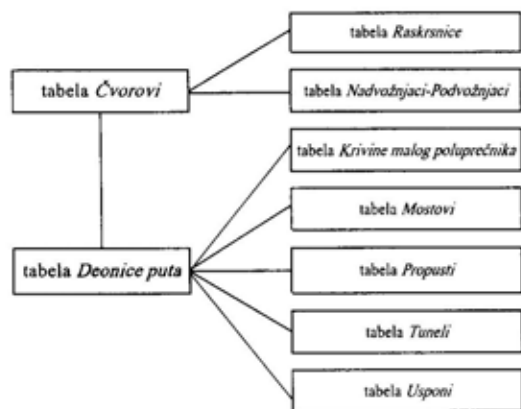 tabela Raskrsnice
tabela Čvorovi
tabela Nadvožnjaci-Podvožnjaci
tabela Krivine malog poluprečnika
tabela Mostovi
tabela Deonice puta
tabela Propusti
tabela Tuneli
tabela Usponi